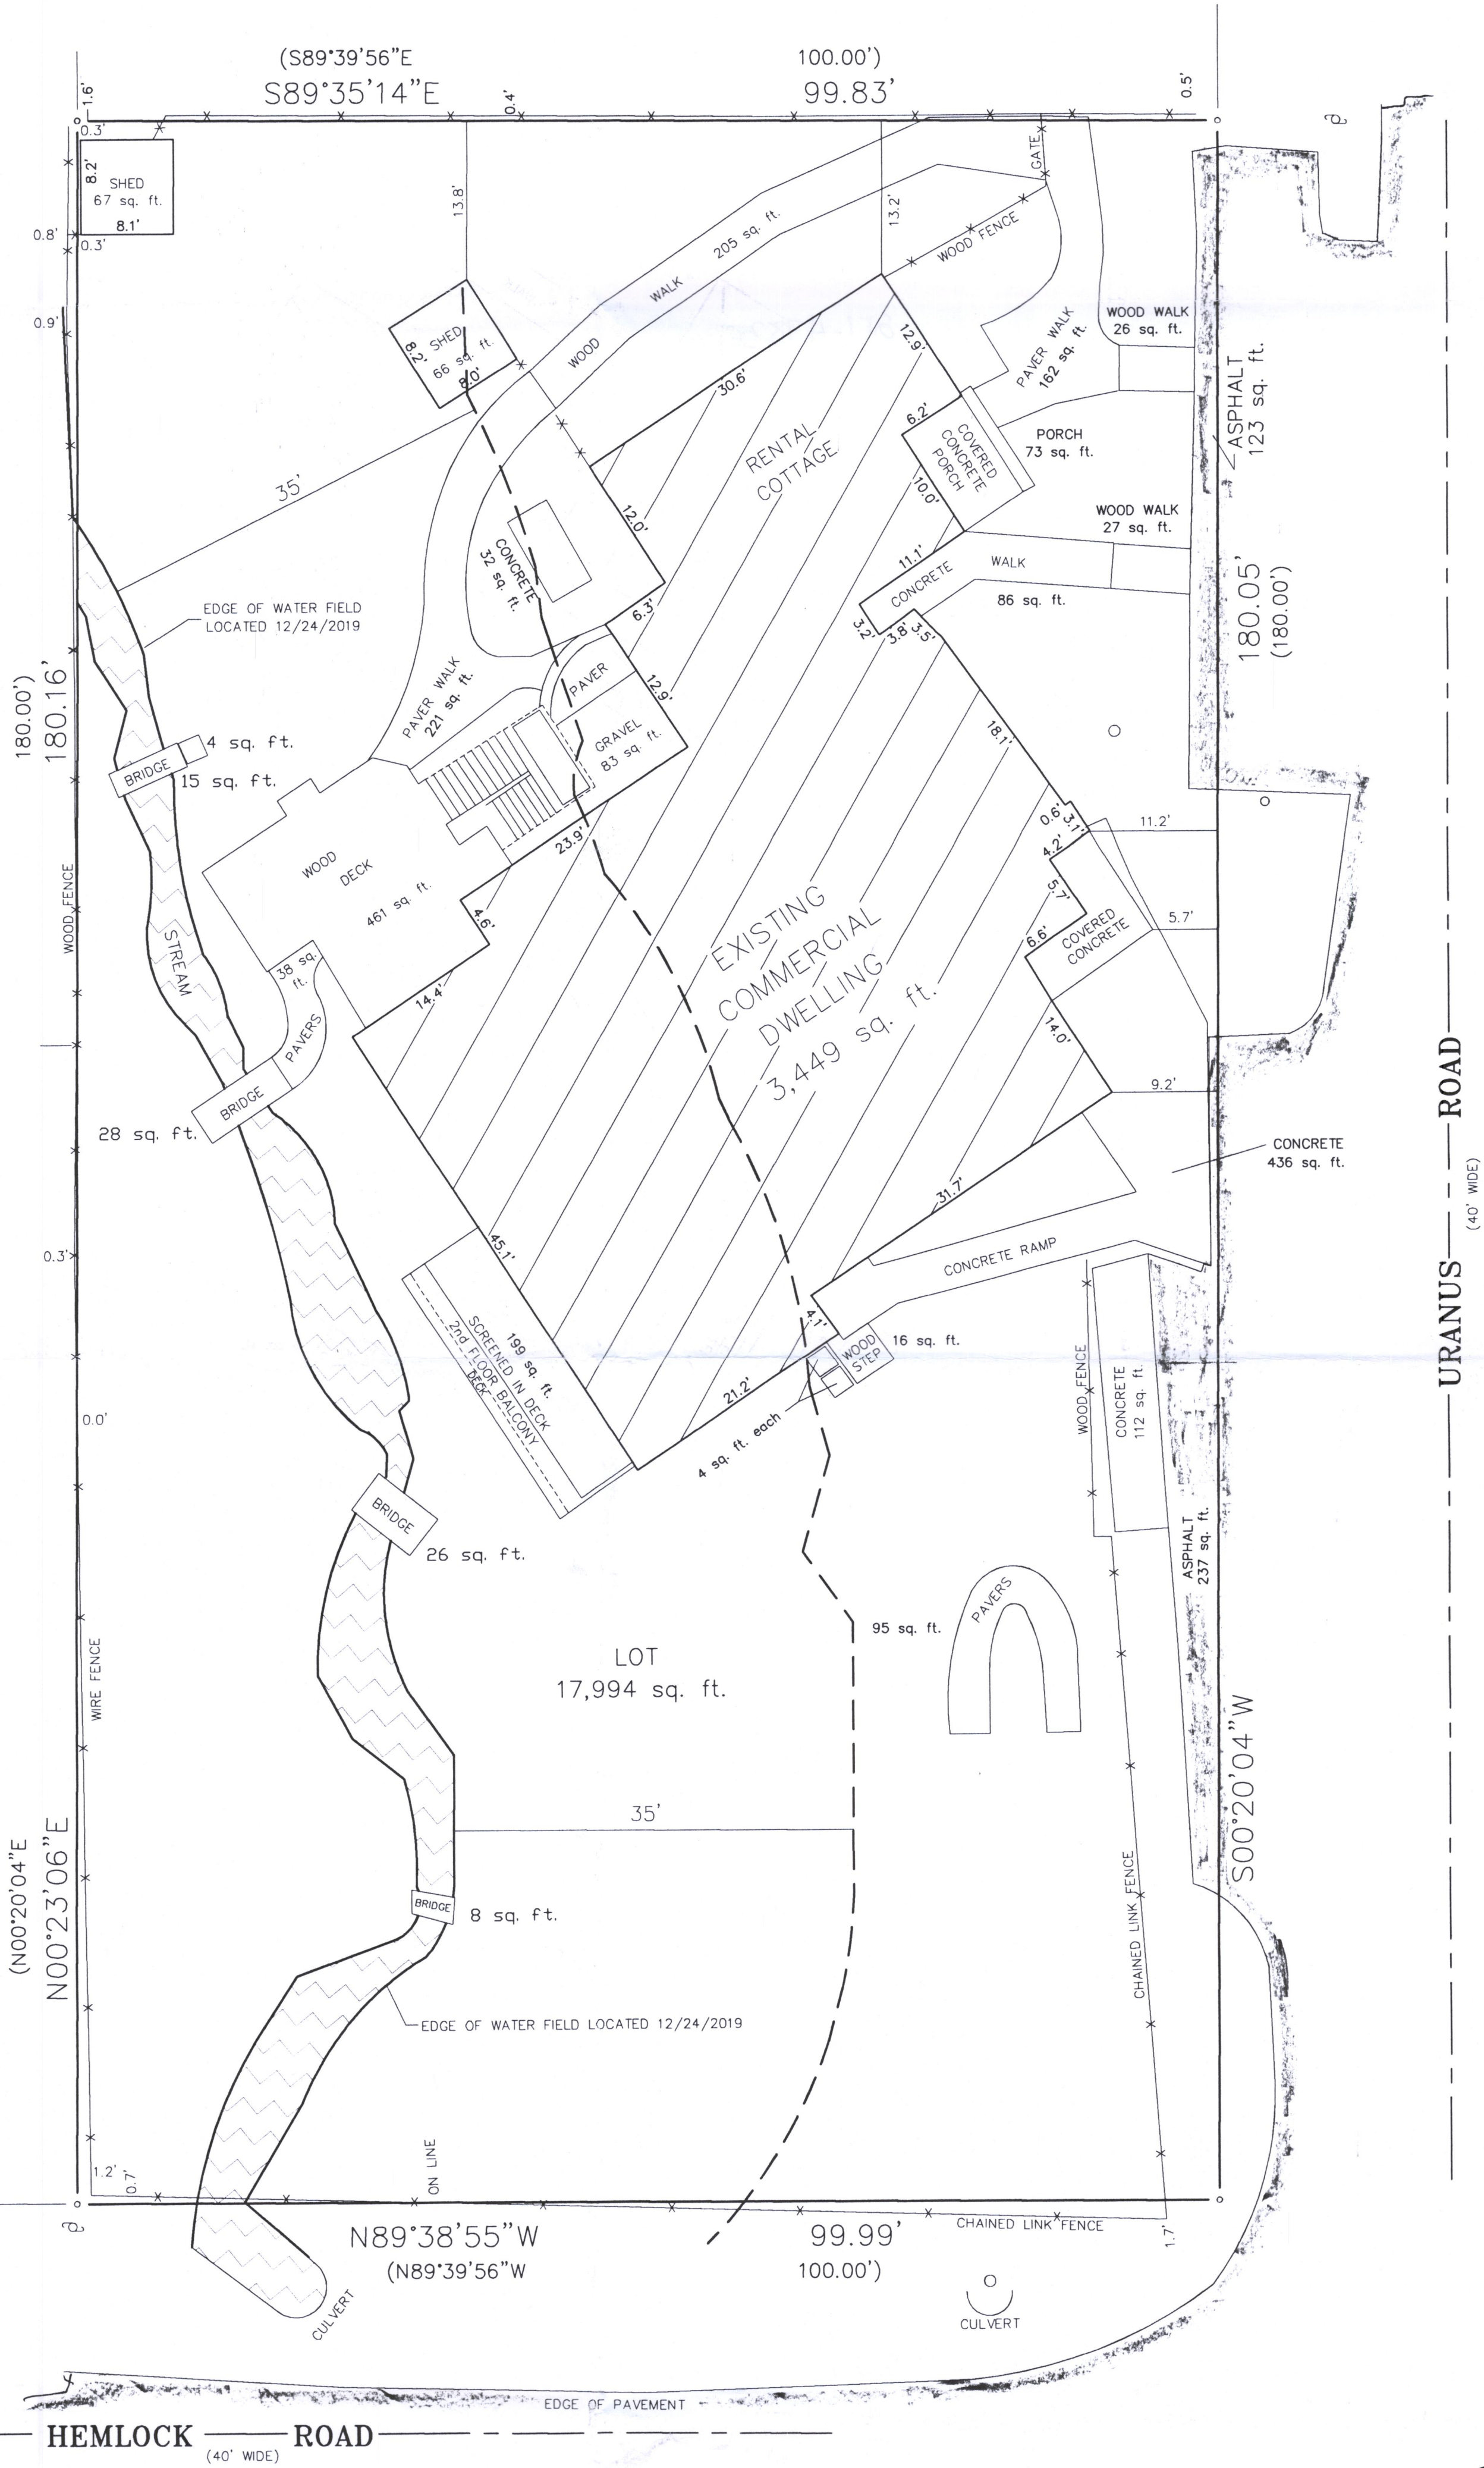 (S89°39'56"E 100.00')
S89°35'14"E 99.83'
1.6'
0.4'
0.5'
0.3'
8.2'
SHED
67 sq. ft.
8.1'
0.8'
0.3'
0.9'
13.8'
13.2'
GATE
WOOD FENCE
WOOD WALK
205 sq. ft.
SHED
66 sq. ft.
8.2'
8.0'
35'
30.6'
12.9'
RENTAL
COTTAGE
6.2'
COVERED
CONCRETE
PORCH
10.0'
PAVER WALK
162 sq. ft.
WOOD WALK
26 sq. ft.
PORCH
73 sq. ft.
ASPHALT
123 sq. ft.
WOOD WALK
27 sq. ft.
12.0'
CONCRETE
32 sq. ft.
11.1'
CONCRETE WALK
86 sq. ft.
3.2'
3.8'
3.5'
6.3'
EDGE OF WATER FIELD
LOCATED 12/24/2019
180.05'
(180.00')
180.00')
180.16'
PAVER WALK
221 sq. ft.
PAVER
12.9'
GRAVEL
83 sq. ft.
18.1'
4 sq. ft.
BRIDGE
15 sq. ft.
23.9'
0.6'
3.1'
11.2'
4.2'
5.7'
6.6'
COVERED
CONCRETE
5.7'
WOOD
DECK
461 sq. ft.
4.6'
WOOD FENCE
STREAM
38 sq.
ft.
14.4'
PAVERS
EXISTING
COMMERCIAL
DWELLING
3,449 sq. ft.
14.0'
9.2'
BRIDGE
28 sq. ft.
CONCRETE
436 sq. ft.
URANUS ROAD
(40' WIDE)
31.7'
45.1'
0.3'
CONCRETE RAMP
199 sq. ft.
SCREENED IN DECK
2nd FLOOR BALCONY
DECK
4.1'
WOOD
STEP
16 sq. ft.
21.2'
4 sq. ft. each
WOOD FENCE
CONCRETE
112 sq. ft.
0.0'
BRIDGE
26 sq. ft.
ASPHALT
237 sq. ft.
PAVERS
95 sq. ft.
LOT
17,994 sq. ft.
WIRE FENCE
35'
S00°20'04"W
(N00°20'04"E
N00°23'06"E
BRIDGE
8 sq. ft.
CHAINED LINK FENCE
EDGE OF WATER FIELD LOCATED 12/24/2019
1.2'
0.7'
ON LINE
N89°38'55"W 99.99'
(N89°39'56"W 100.00')
CHAINED LINK FENCE
1.7'
CULVERT
CULVERT
EDGE OF PAVEMENT
HEMLOCK ROAD
(40' WIDE)